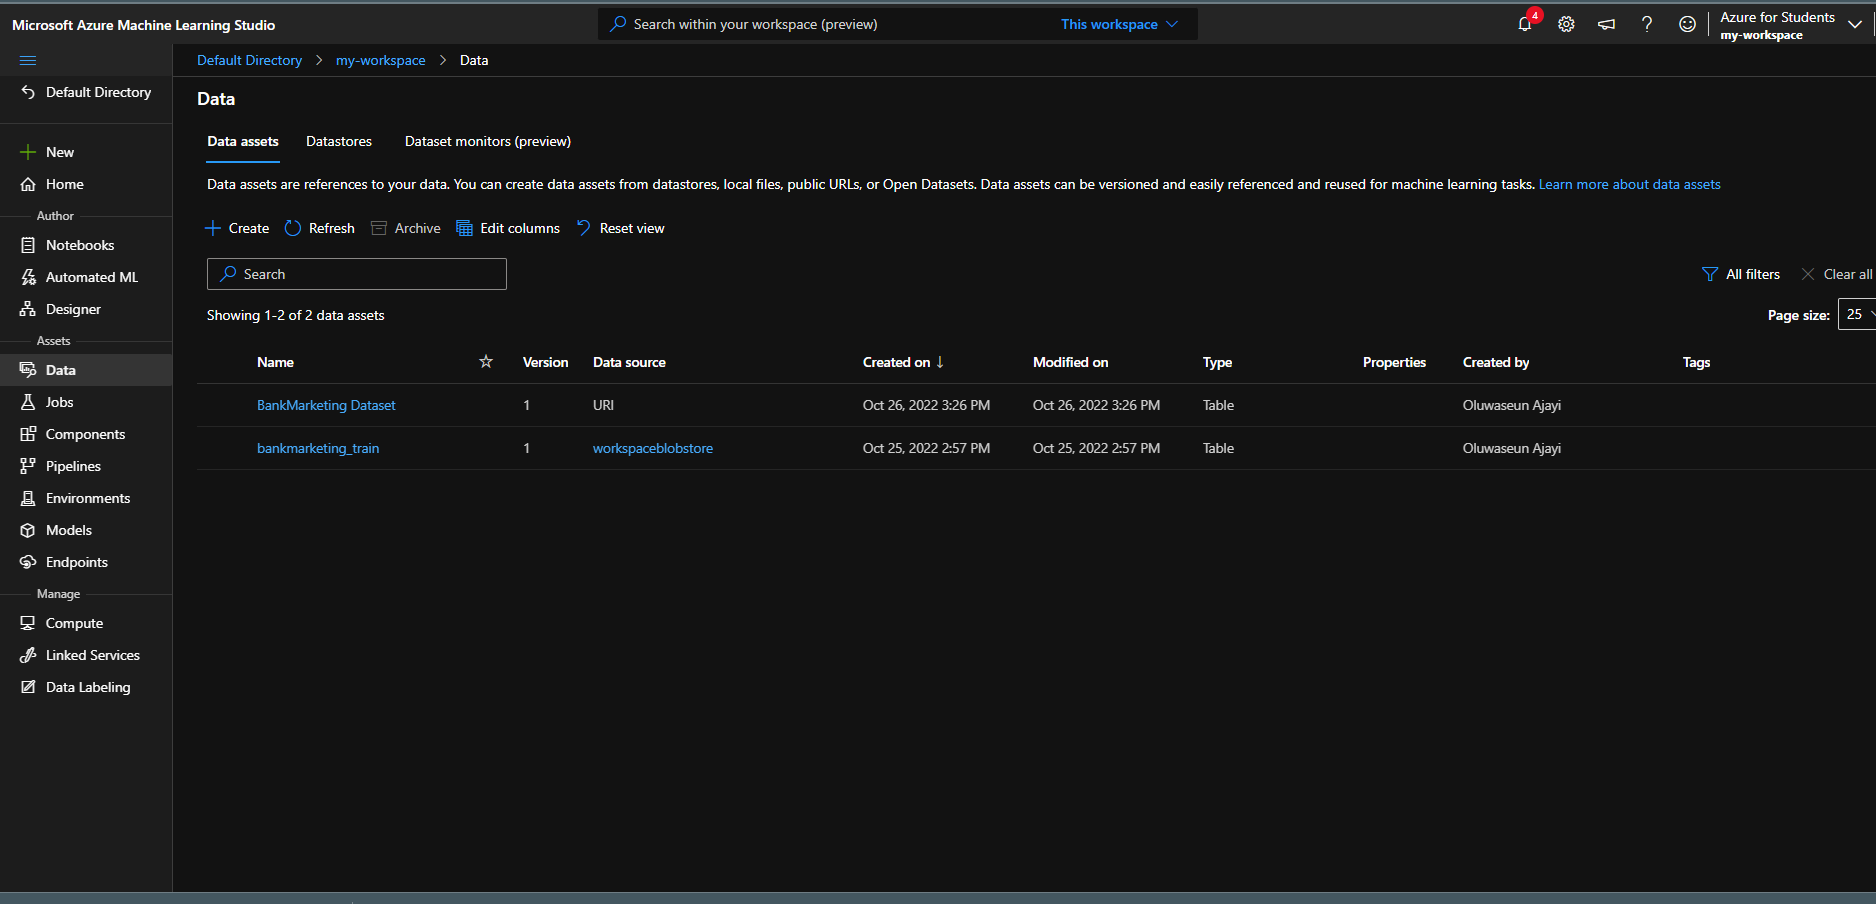 Microsoft Azure Machine Learning Studio
Search within your workspace (preview)
This workspace
4
Azure for Students
my-workspace
Default Directory
New
Home
Author
Notebooks
Automated ML
Designer
Assets
Data
Jobs
Components
Pipelines
Environments
Models
Endpoints
Manage
Compute
Linked Services
Data Labeling
Default Directory > my-workspace > Data
Data
Data assets Datastores Dataset monitors (preview)
Data assets are references to your data. You can create data assets from datastores, local files, public URLs, or Open Datasets. Data assets can be versioned and easily referenced and reused for machine learning tasks. Learn more about data assets
Create Refresh Archive Edit columns Reset view
Search
All filters Clear all
Showing 1-2 of 2 data assets
Page size: 25
Name Version Data source Created on ↓ Modified on Type Properties Created by Tags
BankMarketing Dataset 1 URI Oct 26, 2022 3:26 PM Oct 26, 2022 3:26 PM Table Oluwaseun Ajayi
bankmarketing_train 1 workspaceblobstore Oct 25, 2022 2:57 PM Oct 25, 2022 2:57 PM Table Oluwaseun Ajayi